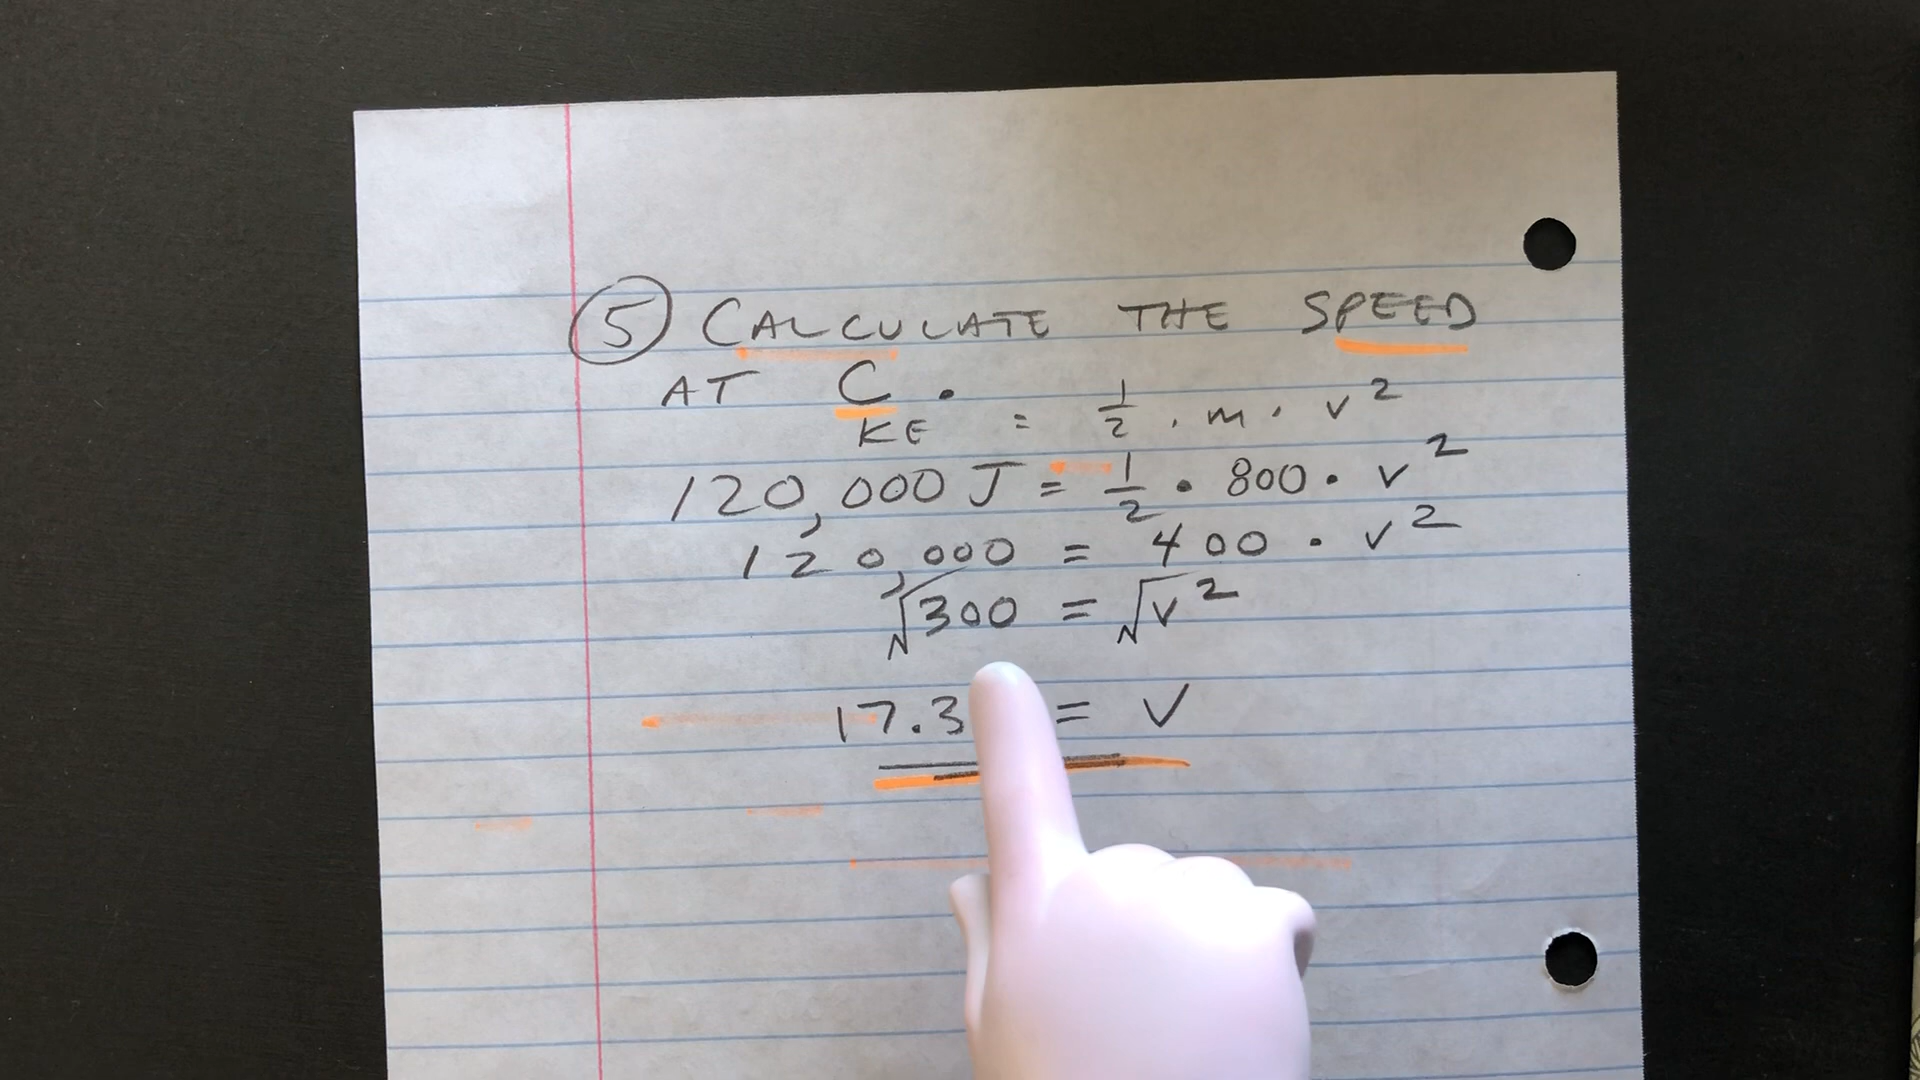 5 CALCULATE THE SPEED
AT C.
KE = 1/2 · m · v²
120,000 J = 1/2 · 800 · v²
120,000 = 400 · v²
√300 = √v²
17.3 = v